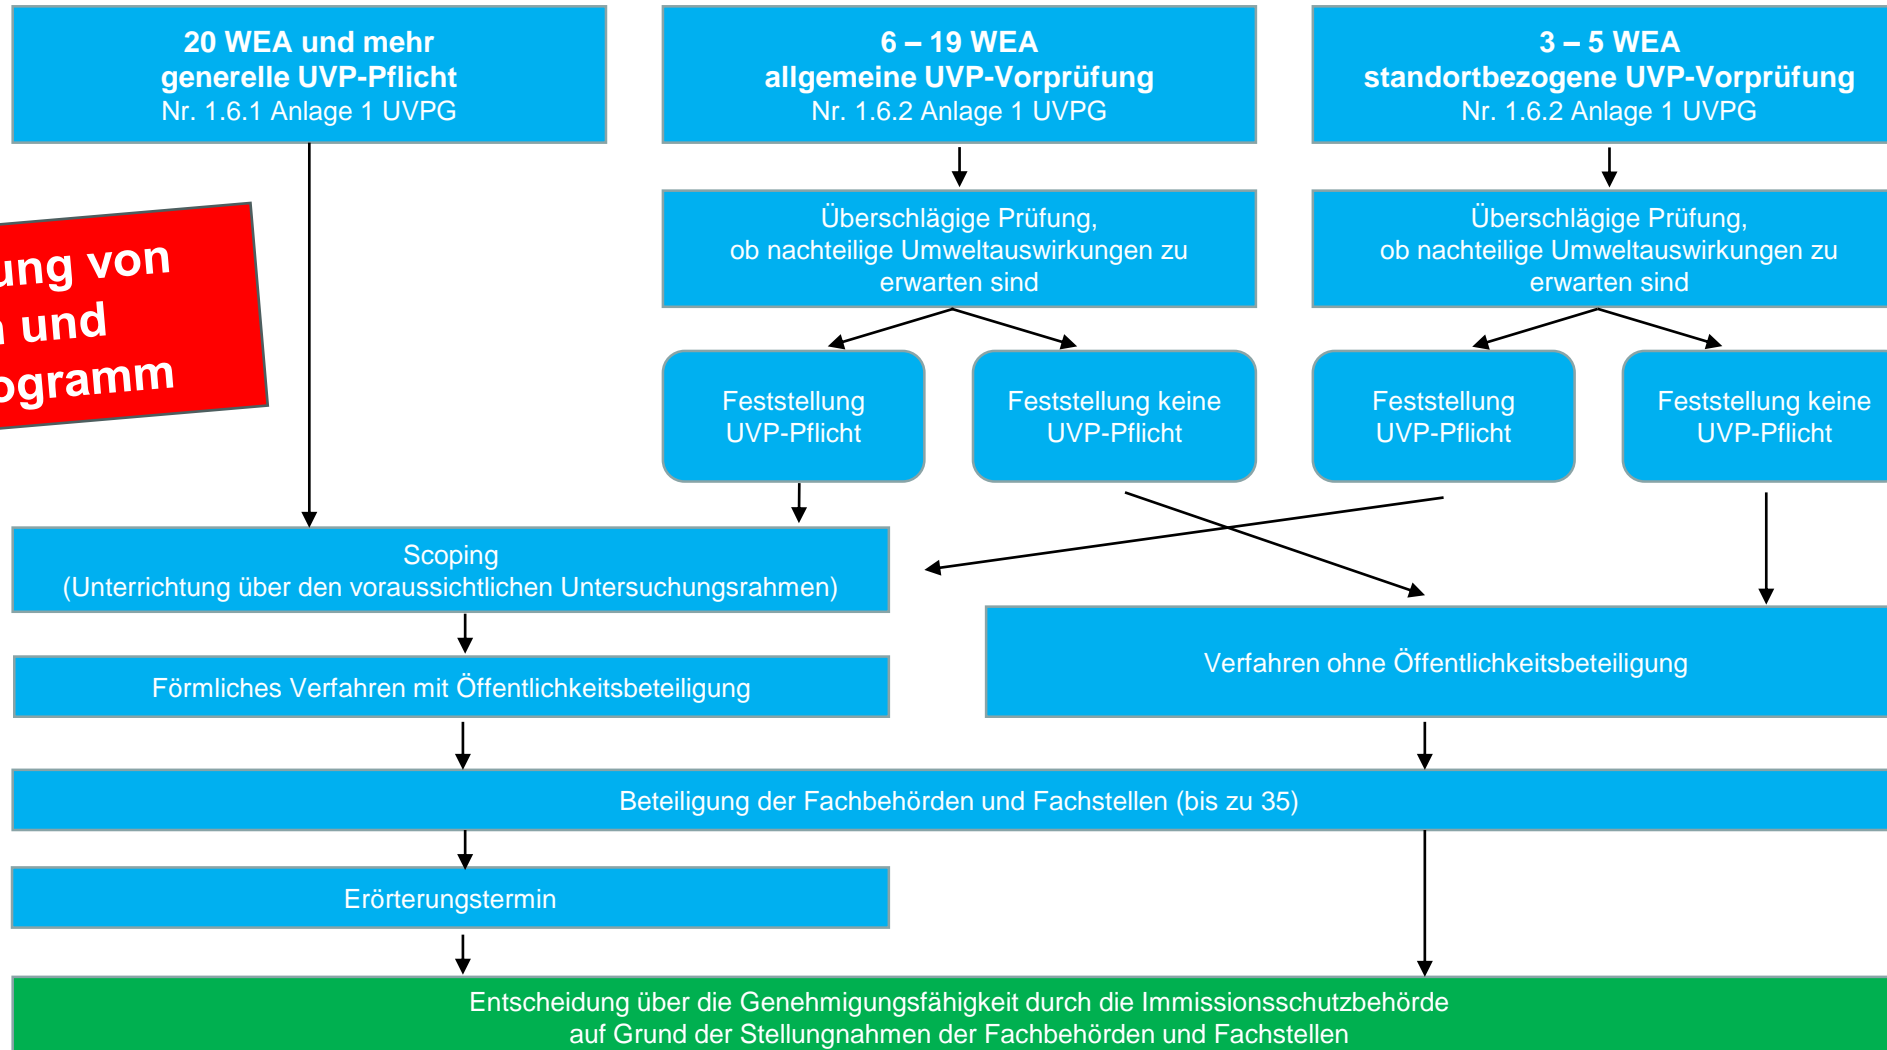 20 WEA und mehr
generelle UVP-Pflicht
Nr. 1.6.1 Anlage 1 UVPG
6 – 19 WEA
allgemeine UVP-Vorprüfung
Nr. 1.6.2 Anlage 1 UVPG
3 – 5 WEA
standortbezogene UVP-Vorprüfung
Nr. 1.6.2 Anlage 1 UVPG
von
und
Überschlägige Prüfung,
ob nachteilige Umweltauswirkungen zu
erwarten sind
Überschlägige Prüfung,
ob nachteilige Umweltauswirkungen zu
erwarten sind
Feststellung
UVP-Pflicht
Feststellung keine
UVP-Pflicht
Feststellung
UVP-Pflicht
Feststellung keine
UVP-Pflicht
Scoping
(Unterrichtung über den voraussichtlichen Untersuchungsrahmen)
Förmliches Verfahren mit Öffentlichkeitsbeteiligung
Verfahren ohne Öffentlichkeitsbeteiligung
Beteiligung der Fachbehörden und Fachstellen (bis zu 35)
Erörterungstermin
Entscheidung über die Genehmigungsfähigkeit durch die Immissionsschutzbehörde
auf Grund der Stellungnahmen der Fachbehörden und Fachstellen